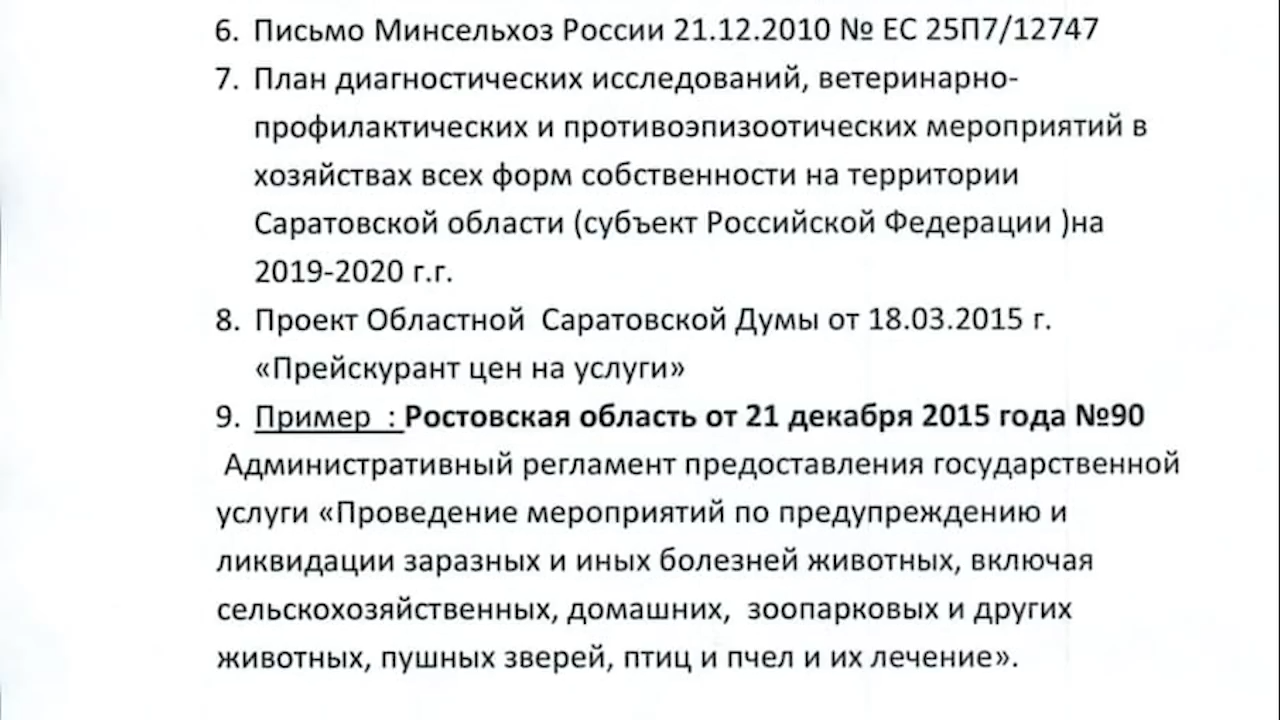 6. Письмо Минсельхоз России 21.12.2010 № ЕС 25П7/12747
7. План диагностических исследований, ветеринарно-
профилактических и противоэпизоотических мероприятий в
хозяйствах всех форм собственности на территории
Саратовской области (субъект Российской Федерации )на
2019-2020 г.г.
8. Проект Областной  Саратовской Думы от 18.03.2015 г.
«Прейскурант цен на услуги»
9. Пример  : Ростовская область от 21 декабря 2015 года №90
Административный регламент предоставления государственной
услуги «Проведение мероприятий по предупреждению и
ликвидации заразных и иных болезней животных, включая
сельскохозяйственных, домашних,  зоопарковых и других
животных, пушных зверей, птиц и пчел и их лечение».